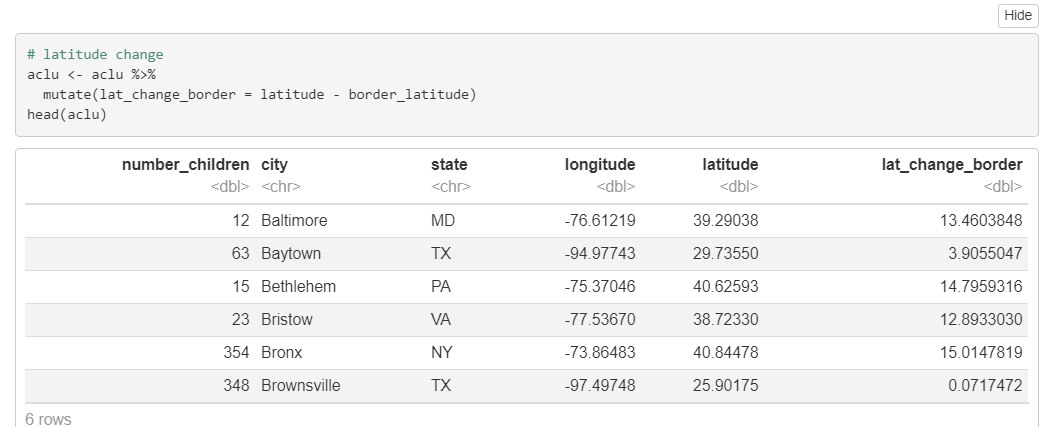 Hide
# latitude change
aclu <- aclu %>%
  mutate(lat_change_border = latitude - border_latitude)
head(aclu)
number_children city state longitude latitude lat_change_border
<dbl> <chr> <chr> <dbl> <dbl> <dbl>
12 Baltimore MD -76.61219 39.29038 13.4603848
63 Baytown TX -94.97743 29.73550 3.9055047
15 Bethlehem PA -75.37046 40.62593 14.7959316
23 Bristow VA -77.53670 38.72330 12.8933030
354 Bronx NY -73.86483 40.84478 15.0147819
348 Brownsville TX -97.49748 25.90175 0.0717472
6 rows